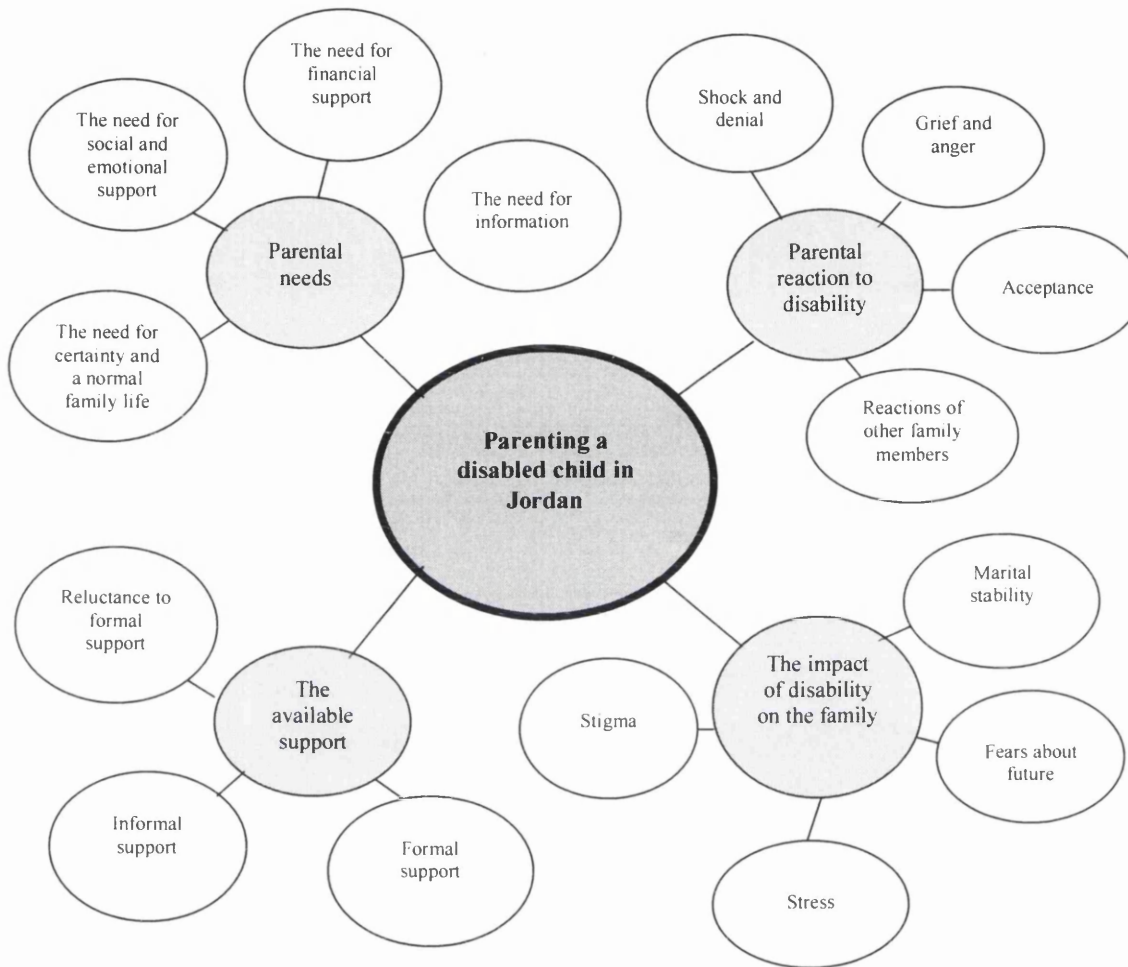 The need for
financial
support
The need for
social and
emotional
support
The need for
information
Parental
needs
The need for
certainty and
a normal
family life
Shock and
denial
Grief and
anger
Parental
reaction to
disability
Acceptance
Reactions of
other family
members
Parenting a
disabled child in
Jordan
Reluctance to
formal
support
The
available
support
Informal
support
Formal
support
Marital
stability
The impact
of disability
on the family
Stigma
Fears about
future
Stress